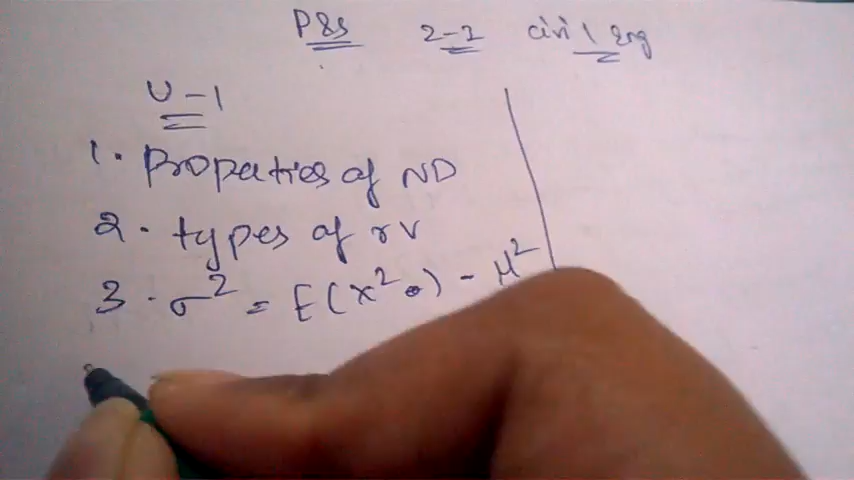 P&S 2-2 civil Eng
U-1
1. Properties of ND
2. types of rv
3. σ² = E(x²) - μ²